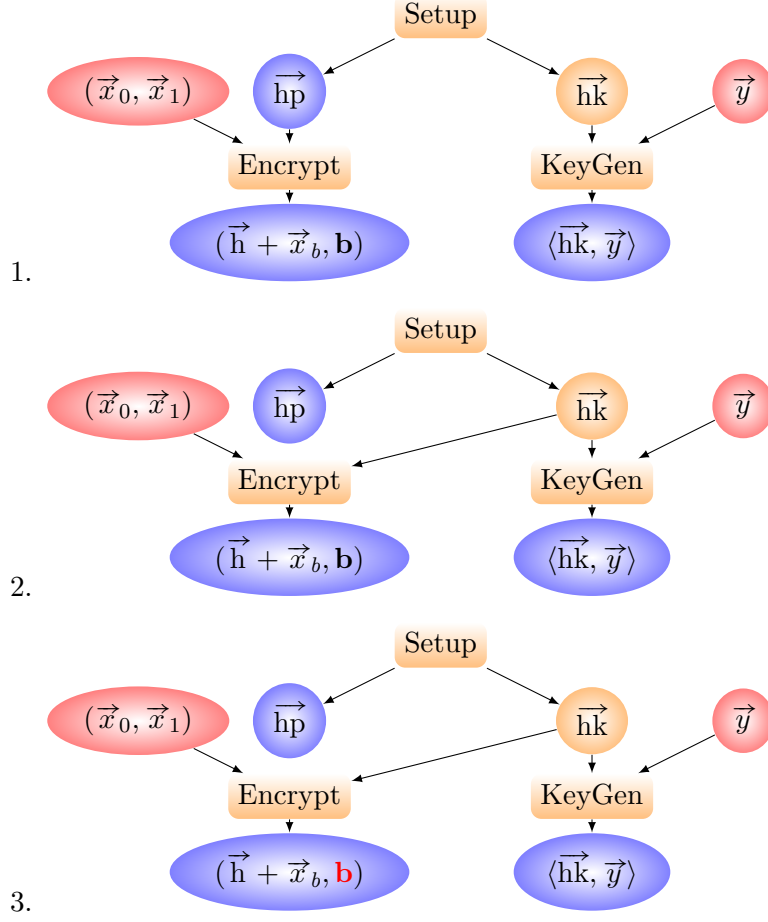 Setup
(x⃗₀, x⃗₁) hp⃗ hk⃗ y⃗
Encrypt KeyGen
1. (h⃗ + x⃗_b, b) ⟨hk⃗, y⃗⟩
Setup
(x⃗₀, x⃗₁) hp⃗ hk⃗ y⃗
Encrypt KeyGen
2. (h⃗ + x⃗_b, b) ⟨hk⃗, y⃗⟩
Setup
(x⃗₀, x⃗₁) hp⃗ hk⃗ y⃗
Encrypt KeyGen
3. (h⃗ + x⃗_b, b) ⟨hk⃗, y⃗⟩